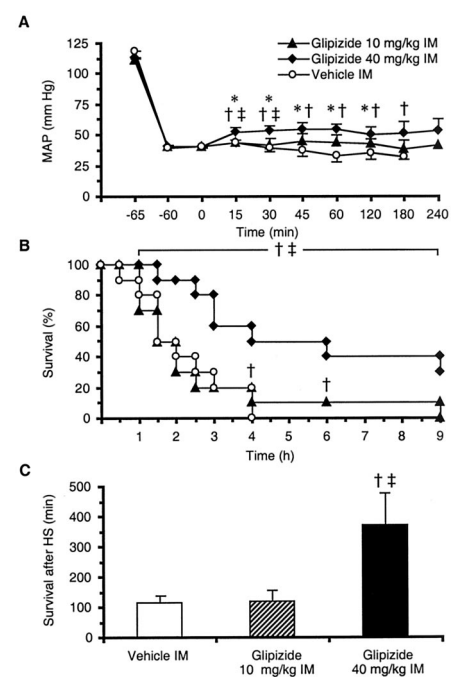 A
125
100
75
50
25
0
MAP (mm Hg)
Glipizide 10 mg/kg IM
Glipizide 40 mg/kg IM
Vehicle IM
* *
†‡ †‡ *† *† *† †
-65 -60 0 15 30 45 60 120 180 240
Time (min)
B
†‡
100
80
60
40
20
0
Survival (%)
† †
1 2 3 4 5 6 7 8 9
Time (h)
C
500
400
300
200
100
0
Survival after HS (min)
†‡
Vehicle IM
Glipizide
10 mg/kg IM
Glipizide
40 mg/kg IM